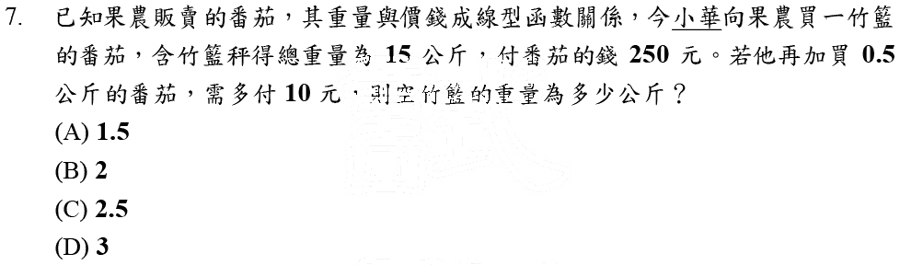 7. 已知果農販賣的番茄，其重量與價錢成線型函數關係，今小華向果農買一竹籃
的番茄，含竹籃秤得總重量為 15 公斤，付番茄的錢 250 元。若他再加買 0.5
公斤的番茄，需多付 10 元，則空竹籃的重量為多少公斤？
(A) 1.5
(B) 2
(C) 2.5
(D) 3